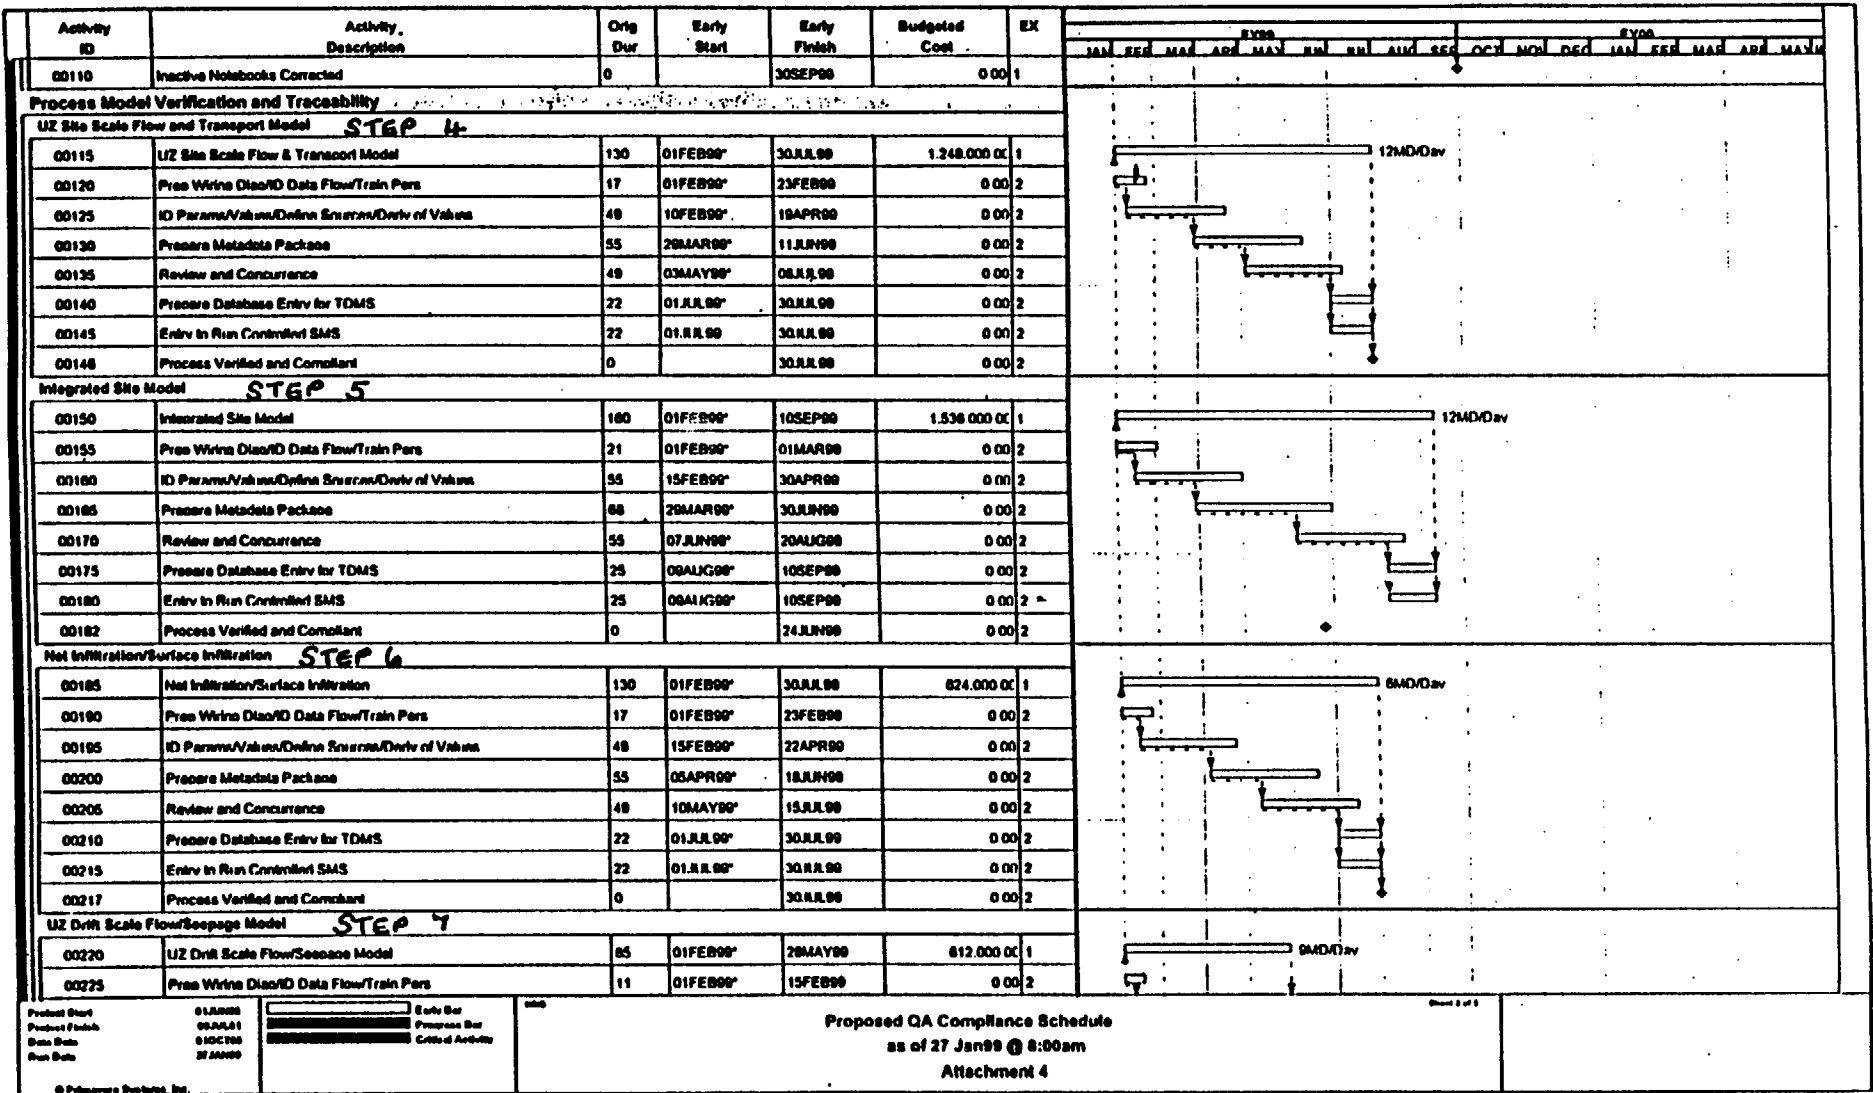 Activity ID Activity Description Orig Dur Early Start Early Finish Budgeted Cost EX FY99 FY00
JAN FEB MAR APR MAY JUN JUL AUG SEP OCT NOV DEC JAN FEB MAR APR MAY
00110 Inactive Notebooks Corrected 0 30SEP99 0.00 1
Process Model Verification and Traceability
UZ Site Scale Flow and Transport Model STEP 4
00115 UZ Site Scale Flow & Transport Model 130 01FEB99* 30JUL99 1,248,000.00 1 12MD/Day
00120 Prep Wiring Diag/ID Data Flow/Train Pers 17 01FEB99* 23FEB99 0.00 2
00125 ID Params/Values/Define Sources/Deriv of Values 49 10FEB99* 19APR99 0.00 2
00130 Prepare Metadata Package 55 29MAR99* 11JUN99 0.00 2
00135 Review and Concurrence 49 03MAY99* 08JUL99 0.00 2
00140 Prepare Database Entry for TDMS 22 01JUL99* 30JUL99 0.00 2
00145 Entry to Run Controlled SMS 22 01JUL99 30JUL99 0.00 2
00146 Process Verified and Compliant 0 30JUL99 0.00 2
Integrated Site Model STEP 5
00150 Integrated Site Model 160 01FEB99* 10SEP99 1,536,000.00 1 12MD/Day
00155 Prep Wiring Diag/ID Data Flow/Train Pers 21 01FEB99* 01MAR99 0.00 2
00160 ID Params/Values/Define Sources/Deriv of Values 55 15FEB99* 30APR99 0.00 2
00165 Prepare Metadata Package 68 29MAR99* 30JUN99 0.00 2
00170 Review and Concurrence 55 07JUN99* 20AUG99 0.00 2
00175 Prepare Database Entry for TDMS 25 09AUG99* 10SEP99 0.00 2
00180 Entry to Run Controlled SMS 25 09AUG99* 10SEP99 0.00 2
00182 Process Verified and Compliant 0 24JUN99 0.00 2
Net Infiltration/Surface Infiltration STEP 6
00185 Net Infiltration/Surface Infiltration 130 01FEB99* 30JUL99 624,000.00 1 6MD/Day
00190 Prep Wiring Diag/ID Data Flow/Train Pers 17 01FEB99* 23FEB99 0.00 2
00195 ID Params/Values/Define Sources/Deriv of Values 49 15FEB99* 22APR99 0.00 2
00200 Prepare Metadata Package 55 05APR99* 18JUN99 0.00 2
00205 Review and Concurrence 49 10MAY99* 15JUL99 0.00 2
00210 Prepare Database Entry for TDMS 22 01JUL99* 30JUL99 0.00 2
00215 Entry to Run Controlled SMS 22 01JUL99* 30JUL99 0.00 2
00217 Process Verified and Compliant 0 30JUL99 0.00 2
UZ Drift Scale Flow/Seepage Model STEP 7
00220 UZ Drift Scale Flow/Seepage Model 85 01FEB99* 28MAY99 612,000.00 1 9MD/Day
00225 Prep Wiring Diag/ID Data Flow/Train Pers 11 01FEB99* 15FEB99 0.00 2
Project Start
Project Finish
Data Date 01OCT98
Run Date 27JAN99
© Primavera Systems, Inc.
Early Bar
Progress Bar
Critical Activity
Proposed QA Compliance Schedule
as of 27 Jan99 @ 8:00am
Attachment 4